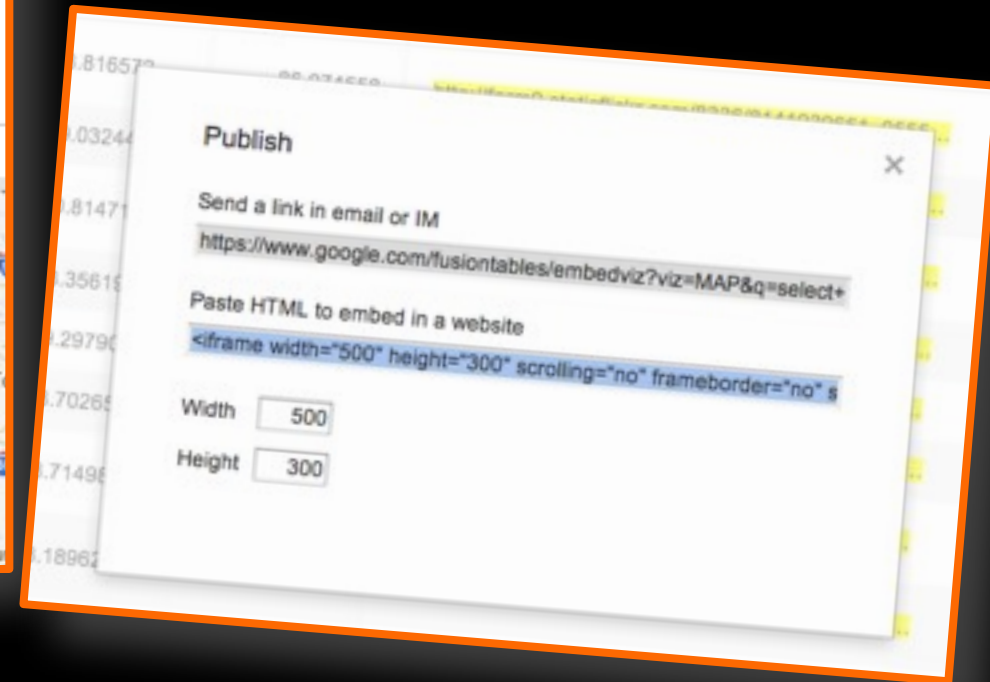 Publish
Send a link in email or IM
https://www.google.com/fusiontables/embedviz?viz=MAP&q=select+
Paste HTML to embed in a website
<iframe width="500" height="300" scrolling="no" frameborder="no" s
Width 500
Height 300